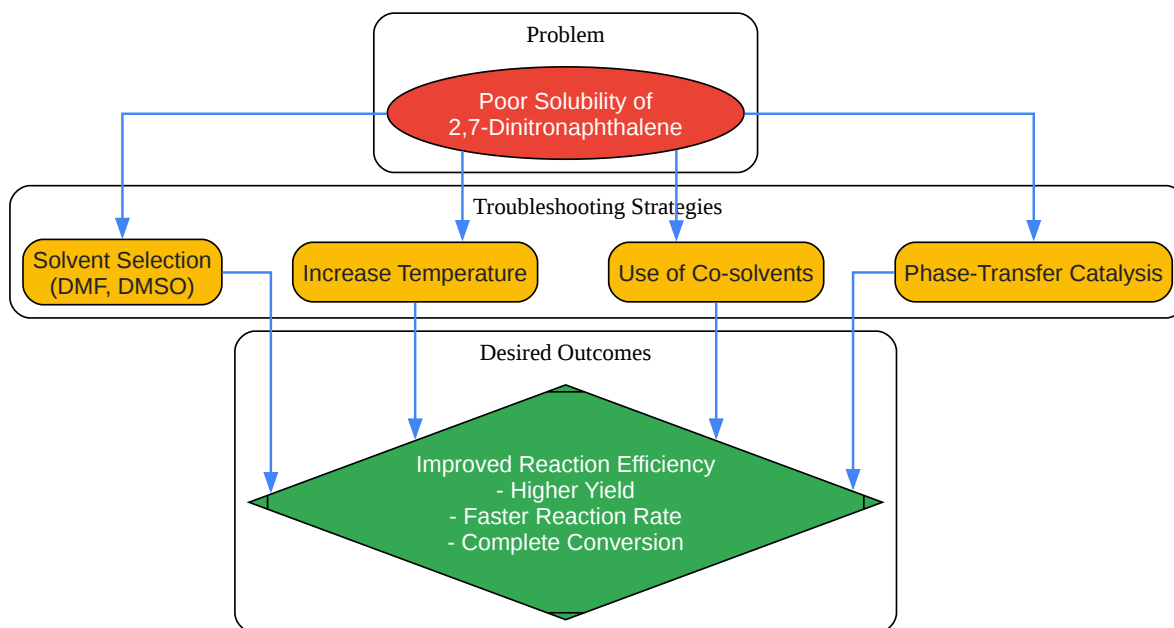 Problem
Poor Solubility of
2,7-Dinitronaphthalene
Troubleshooting Strategies
Solvent Selection
(DMF, DMSO)
Increase Temperature
Use of Co-solvents
Phase-Transfer Catalysis
Desired Outcomes
Improved Reaction Efficiency
- Higher Yield
- Faster Reaction Rate
- Complete Conversion